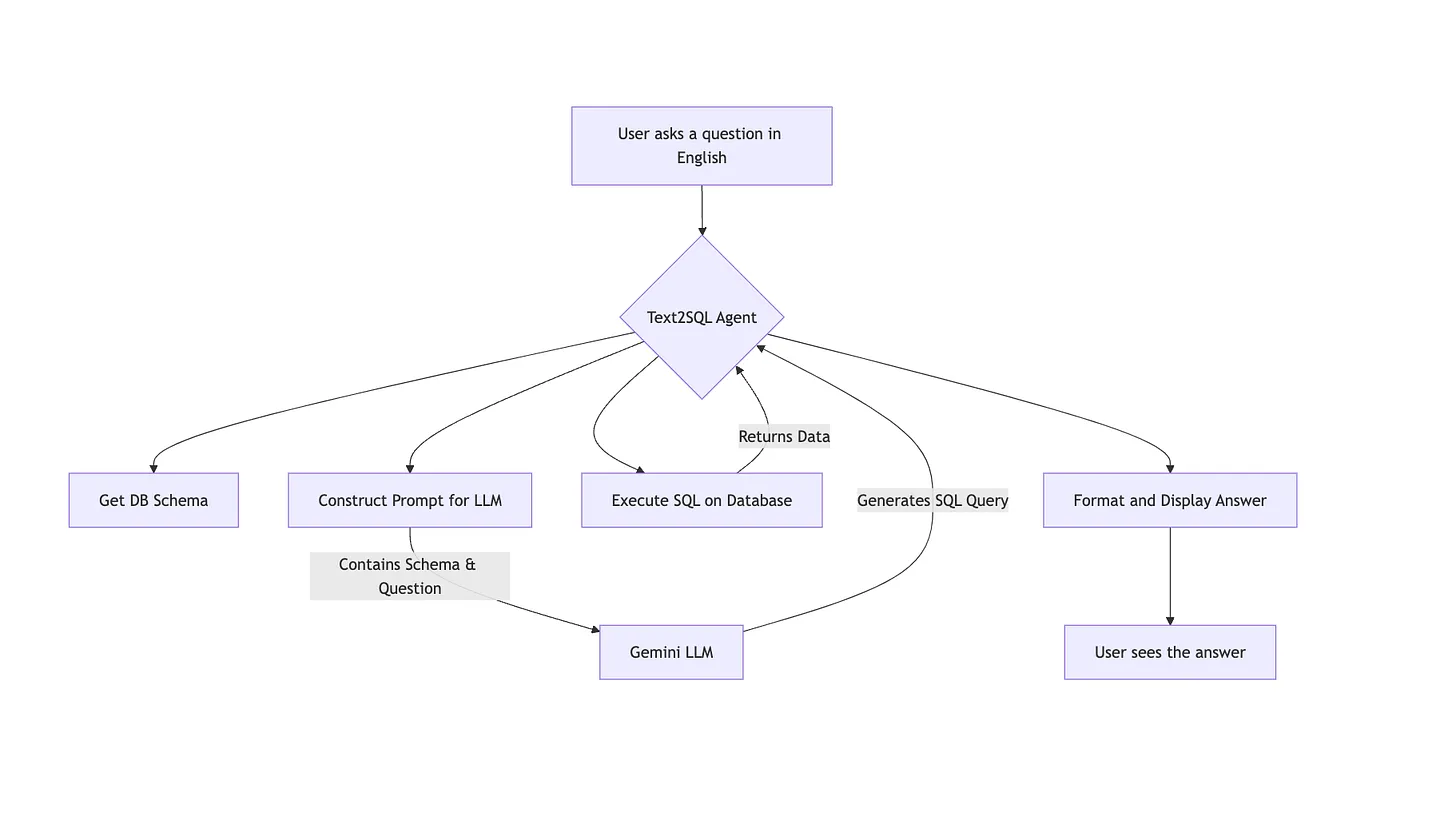 User asks a question in
English
Text2SQL Agent
Returns Data
Get DB Schema
Construct Prompt for LLM
Execute SQL on Database
Generates SQL Query
Format and Display Answer
Contains Schema &
Question
Gemini LLM
User sees the answer